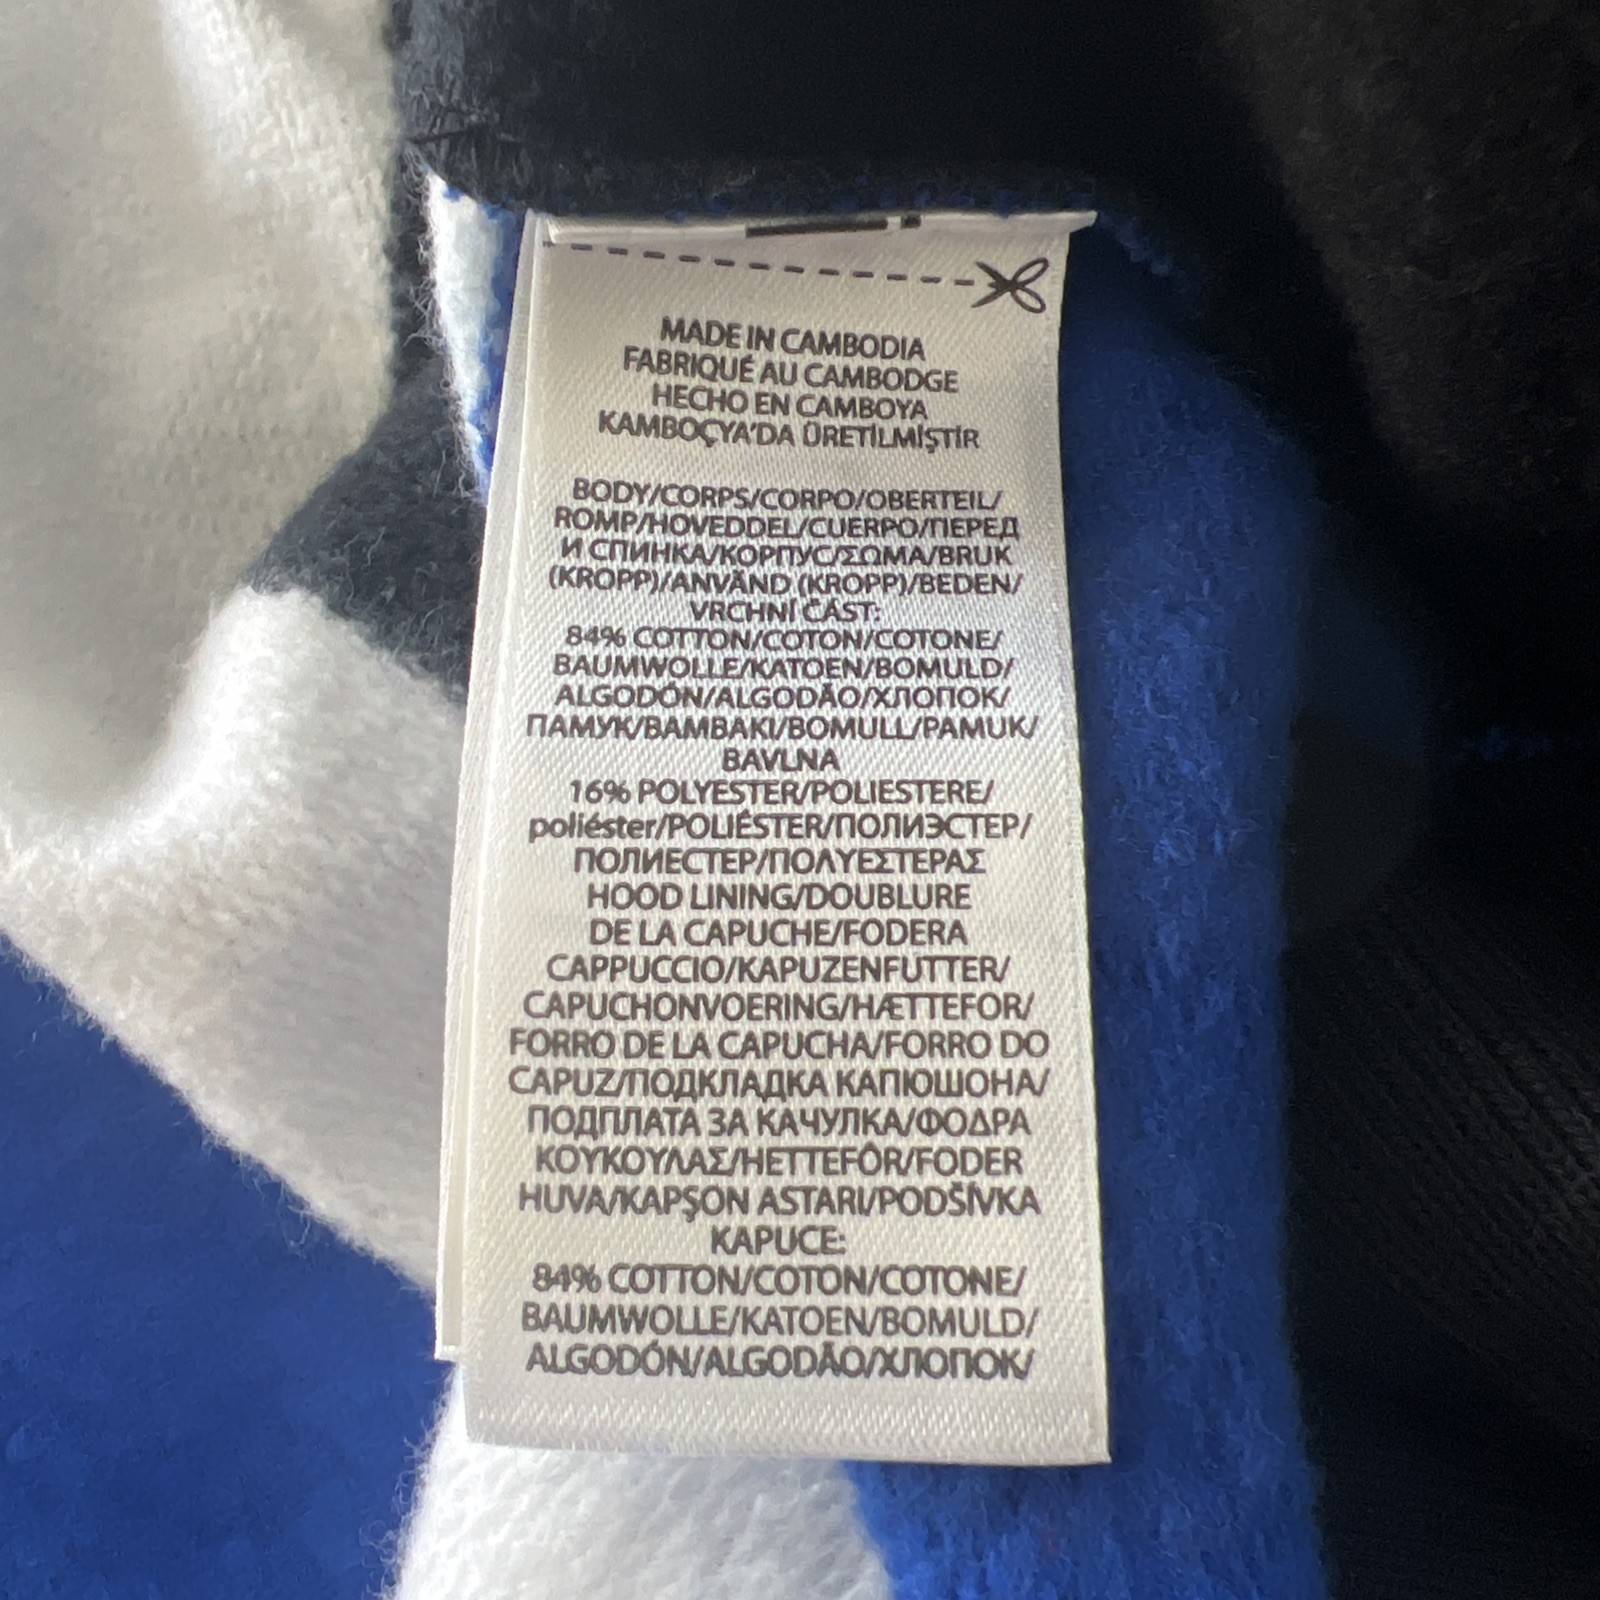 MADE IN CAMBODIA
FABRIQUÉ AU CAMBODGE
HECHO EN CAMBOYA
KAMBOÇYA'DA ÜRETİLMİŞTİR
BODY/CORPS/CORPO/OBERTEIL/
ROMP/HOVEDDEL/CUERPO/ПЕРЕД
И СПИНКА/КОРПУС/ΣΩΜΑ/BRUK
(KROPP)/ANVÄND (KROPP)/BEDEN/
VRCHNÍ ČÁST:
84% COTTON/COTON/COTONE/
BAUMWOLLE/KATOEN/BOMULD/
ALGODÓN/ALGODÃO/ХЛОПОК/
ПАМУК/BAMBAKI/BOMULL/PAMUK/
BAVLNA
16% POLYESTER/POLIESTERE/
poliéster/POLIÉSTER/ПОЛИЭСТЕР/
ПОЛИЕСТЕР/ΠΟΛΥΕΣΤΕΡΑΣ
HOOD LINING/DOUBLURE
DE LA CAPUCHE/FODERA
CAPPUCCIO/KAPUZENFUTTER/
CAPUCHONVOERING/HÆTTEFOR/
FORRO DE LA CAPUCHA/FORRO DO
CAPUZ/ПОДКЛАДКА КАПЮШОНА/
ПОДПЛАТА ЗА КАЧУЛКА/ΦΟΔΡΑ
ΚΟΥΚΟΥΛΑΣ/HETTEFÔR/FODER
HUVA/KAPŞON ASTARI/PODŠÍVKA
KAPUCE:
84% COTTON/COTON/COTONE/
BAUMWOLLE/KATOEN/BOMULD/
ALGODÓN/ALGODÃO/ХЛОПОК/